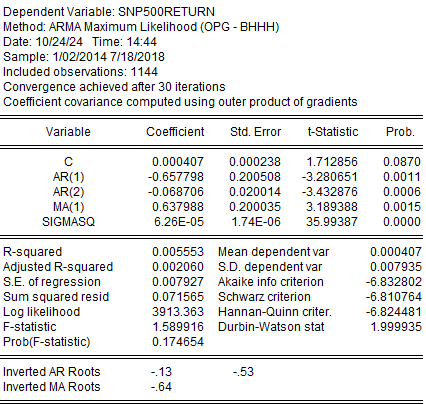 Dependent Variable: SNP500RETURN
Method: ARMA Maximum Likelihood (OPG - BHHH)
Date: 10/24/24 Time: 14:44
Sample: 1/02/2014 7/18/2018
Included observations: 1144
Convergence achieved after 30 iterations
Coefficient covariance computed using outer product of gradients
Variable Coefficient Std. Error t-Statistic Prob.
C 0.000407 0.000238 1.712856 0.0870
AR(1) -0.657798 0.200508 -3.280651 0.0011
AR(2) -0.068706 0.020014 -3.432876 0.0006
MA(1) 0.637988 0.200035 3.189388 0.0015
SIGMASQ 6.26E-05 1.74E-06 35.99387 0.0000
R-squared 0.005553 Mean dependent var 0.000407
Adjusted R-squared 0.002060 S.D. dependent var 0.007935
S.E. of regression 0.007927 Akaike info criterion -6.832802
Sum squared resid 0.071565 Schwarz criterion -6.810764
Log likelihood 3913.363 Hannan-Quinn criter. -6.824481
F-statistic 1.589916 Durbin-Watson stat 1.999935
Prob(F-statistic) 0.174654
Inverted AR Roots -.13 -.53
Inverted MA Roots -.64